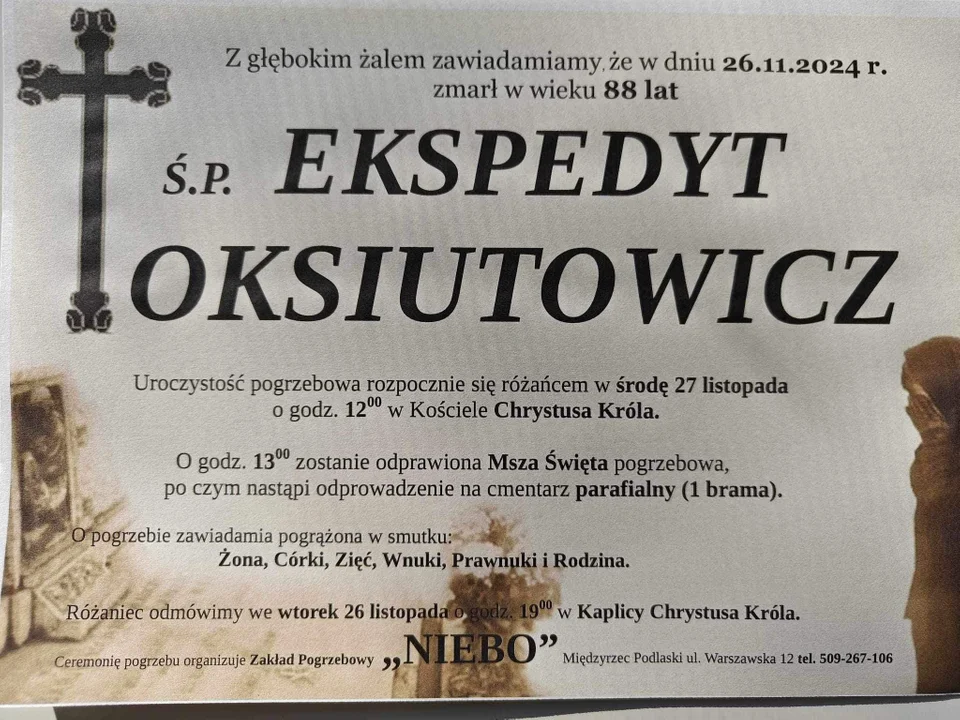 Z głębokim żalem zawiadamiamy, że w dniu 26.11.2024 r.
zmarł w wieku 88 lat
Ś.P. EKSPEDYT
OKSIUTOWICZ
Uroczystość pogrzebowa rozpocznie się różańcem w środę 27 listopada
o godz. 12⁰⁰ w Kościele Chrystusa Króla.
O godz. 13⁰⁰ zostanie odprawiona Msza Święta pogrzebowa,
po czym nastąpi odprowadzenie na cmentarz parafialny (1 brama).
O pogrzebie zawiadamia pogrążona w smutku:
Żona, Córki, Zięć, Wnuki, Prawnuki i Rodzina.
Różaniec odmówimy we wtorek 26 listopada o godz. 19⁰⁰ w Kaplicy Chrystusa Króla.
Ceremonię pogrzebu organizuje Zakład Pogrzebowy „NIEBO” Międzyrzec Podlaski ul. Warszawska 12 tel. 509-267-106